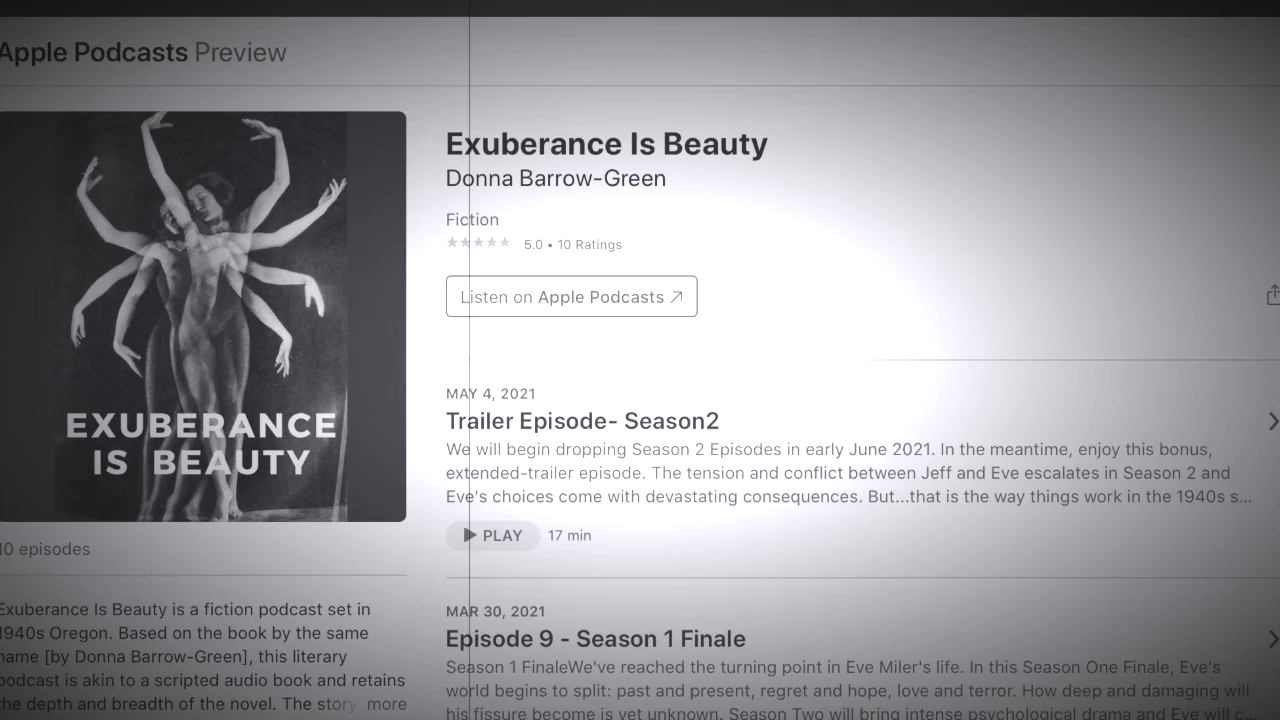 Apple Podcasts Preview
EXUBERANCE
IS BEAUTY
10 episodes
Exuberance Is Beauty is a fiction podcast set in
1940s Oregon. Based on the book by the same
name [by Donna Barrow-Green], this literary
podcast is akin to a scripted audio book and retains
the depth and breadth of the novel. The story more
Exuberance Is Beauty
Donna Barrow-Green
Fiction
★★★★★ 5.0 • 10 Ratings
Listen on Apple Podcasts ↗
MAY 4, 2021
Trailer Episode- Season2
We will begin dropping Season 2 Episodes in early June 2021. In the meantime, enjoy this bonus,
extended-trailer episode. The tension and conflict between Jeff and Eve escalates in Season 2 and
Eve's choices come with devastating consequences. But...that is the way things work in the 1940s s...
PLAY 17 min
MAR 30, 2021
Episode 9 - Season 1 Finale
Season 1 FinaleWe've reached the turning point in Eve Miler's life. In this Season One Finale, Eve's
world begins to split: past and present, regret and hope, love and terror. How deep and damaging will
his fissure become is yet unknown. Season Two will bring intense psychological drama and Eve will c...